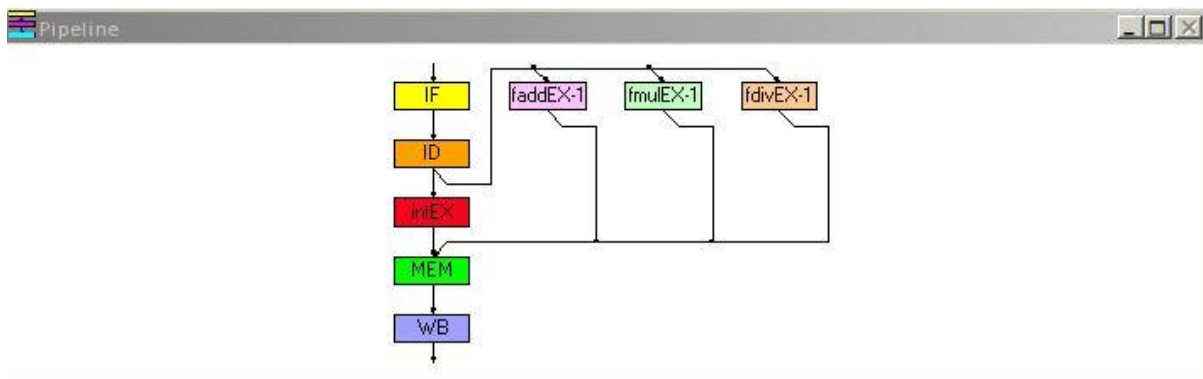 Pipeline
IF
faddEX-1
fmulEX-1
fdivEX-1
ID
intEX
MEM
WB